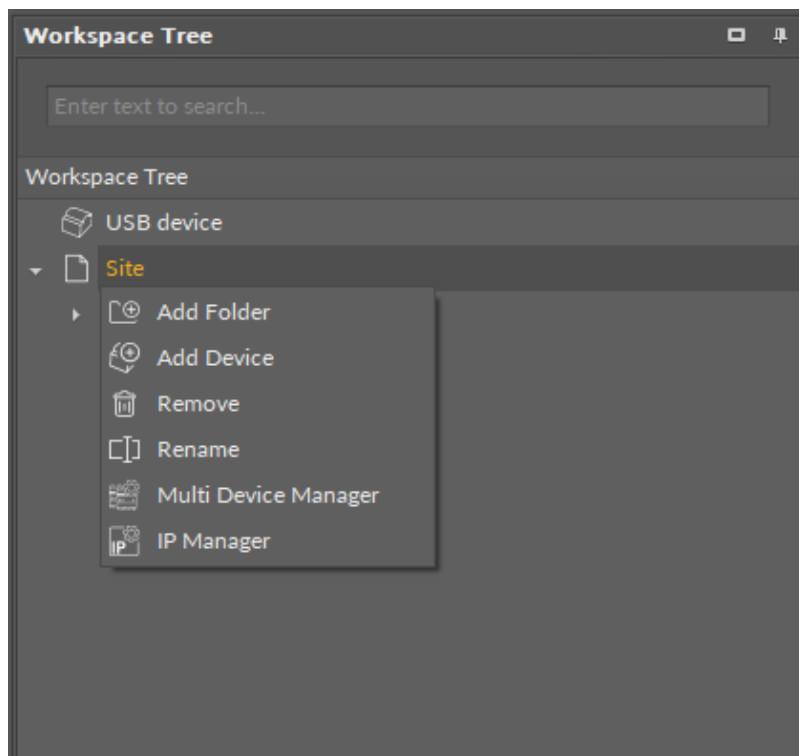 Workspace Tree
Enter text to search...
Workspace Tree
USB device
Site
Add Folder
Add Device
Remove
Rename
Multi Device Manager
IP IP Manager